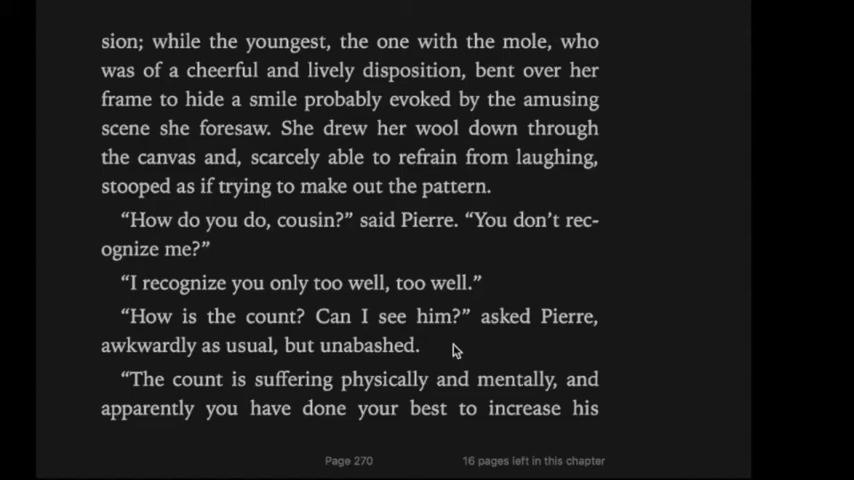 sion; while the youngest, the one with the mole, who
was of a cheerful and lively disposition, bent over her
frame to hide a smile probably evoked by the amusing
scene she foresaw. She drew her wool down through
the canvas and, scarcely able to refrain from laughing,
stooped as if trying to make out the pattern.
“How do you do, cousin?” said Pierre. “You don’t rec-
ognize me?”
“I recognize you only too well, too well.”
“How is the count? Can I see him?” asked Pierre,
awkwardly as usual, but unabashed.
“The count is suffering physically and mentally, and
apparently you have done your best to increase his
Page 270 16 pages left in this chapter